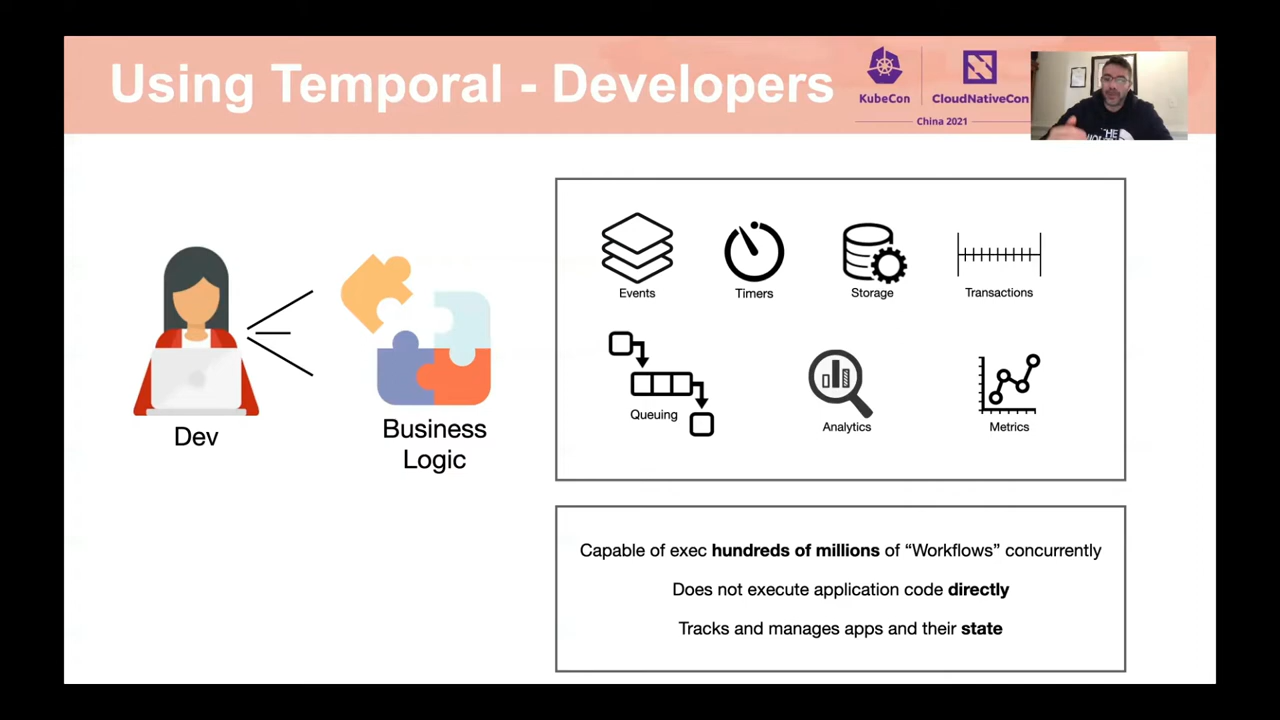 Using Temporal - Developers
KubeCon
CloudNativeCon
China 2021
THE
Dev
Business
Logic
Events
Timers
Storage
Transactions
Queuing
Analytics
Metrics
Capable of exec hundreds of millions of “Workflows” concurrently
Does not execute application code directly
Tracks and manages apps and their state